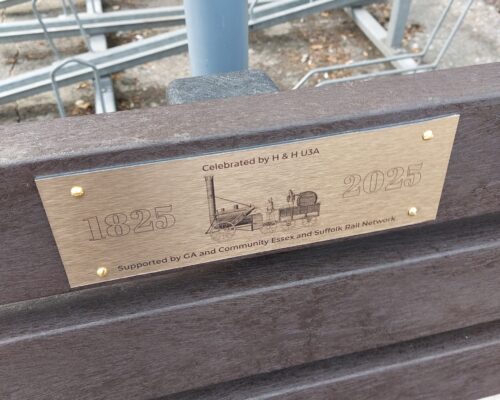 Celebrated by H & H U3A
1825 2025
Supported by GA and Community Essex and Suffolk Rail Network